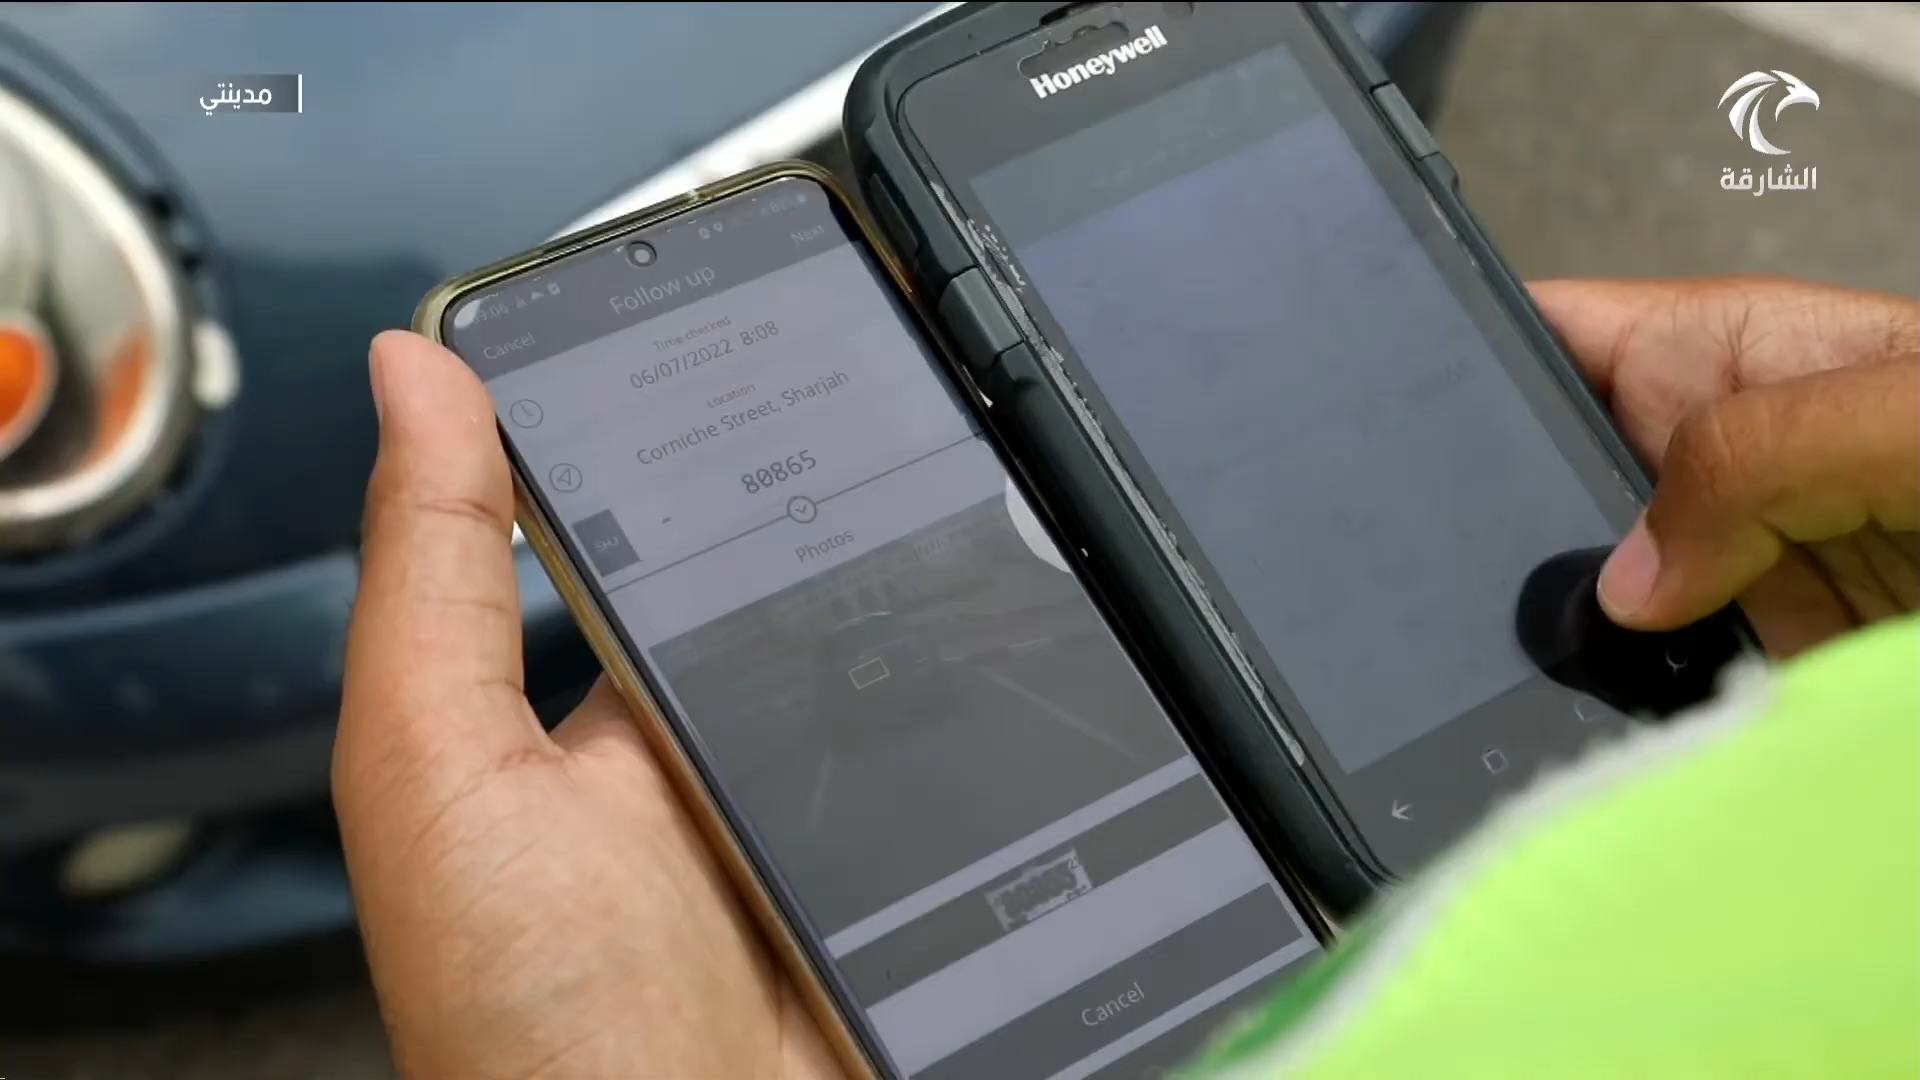 مدينتي
الشارقة
Honeywell
Next
Follow up
Cancel
Time checked
06/07/2022 8:08
Location
Corniche Street, Sharjah
80865
Photos
Cancel